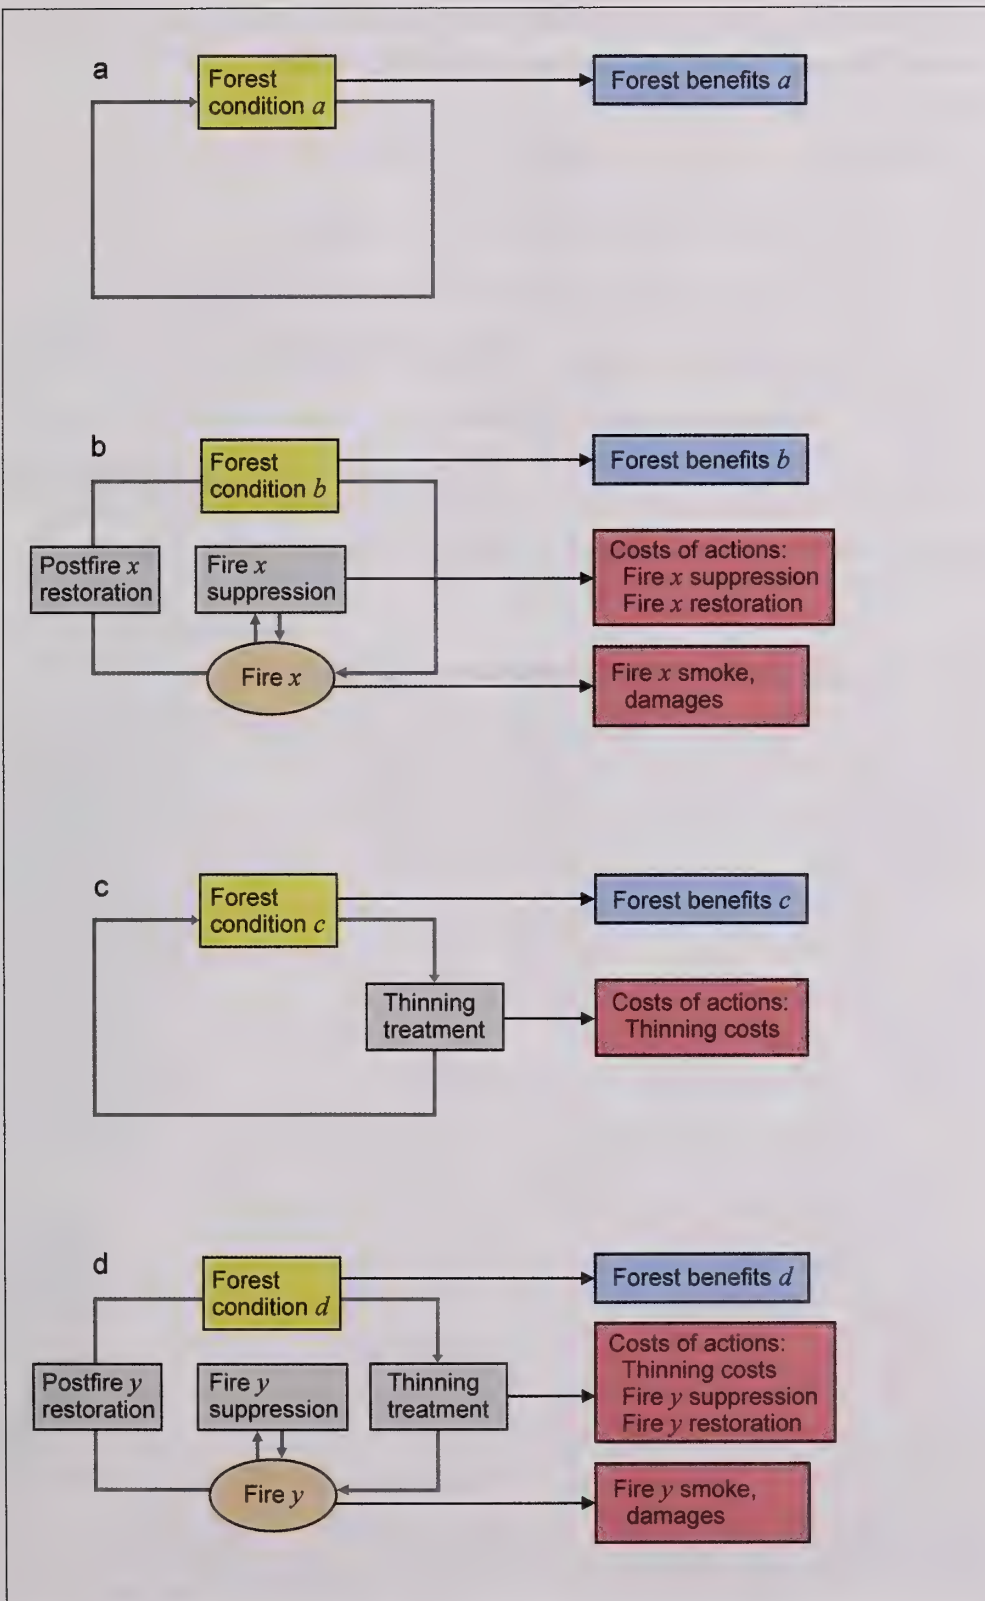 a
Forest
condition a
Forest benefits a
b
Forest
condition b
Forest benefits b
Postfire x
restoration
Fire x
suppression
Costs of actions:
Fire x suppression
Fire x restoration
Fire x
Fire x smoke,
damages
c
Forest
condition c
Forest benefits c
Thinning
treatment
Costs of actions:
Thinning costs
d
Forest
condition d
Forest benefits d
Postfire y
restoration
Fire y
suppression
Thinning
treatment
Costs of actions:
Thinning costs
Fire y suppression
Fire y restoration
Fire y
Fire y smoke,
damages